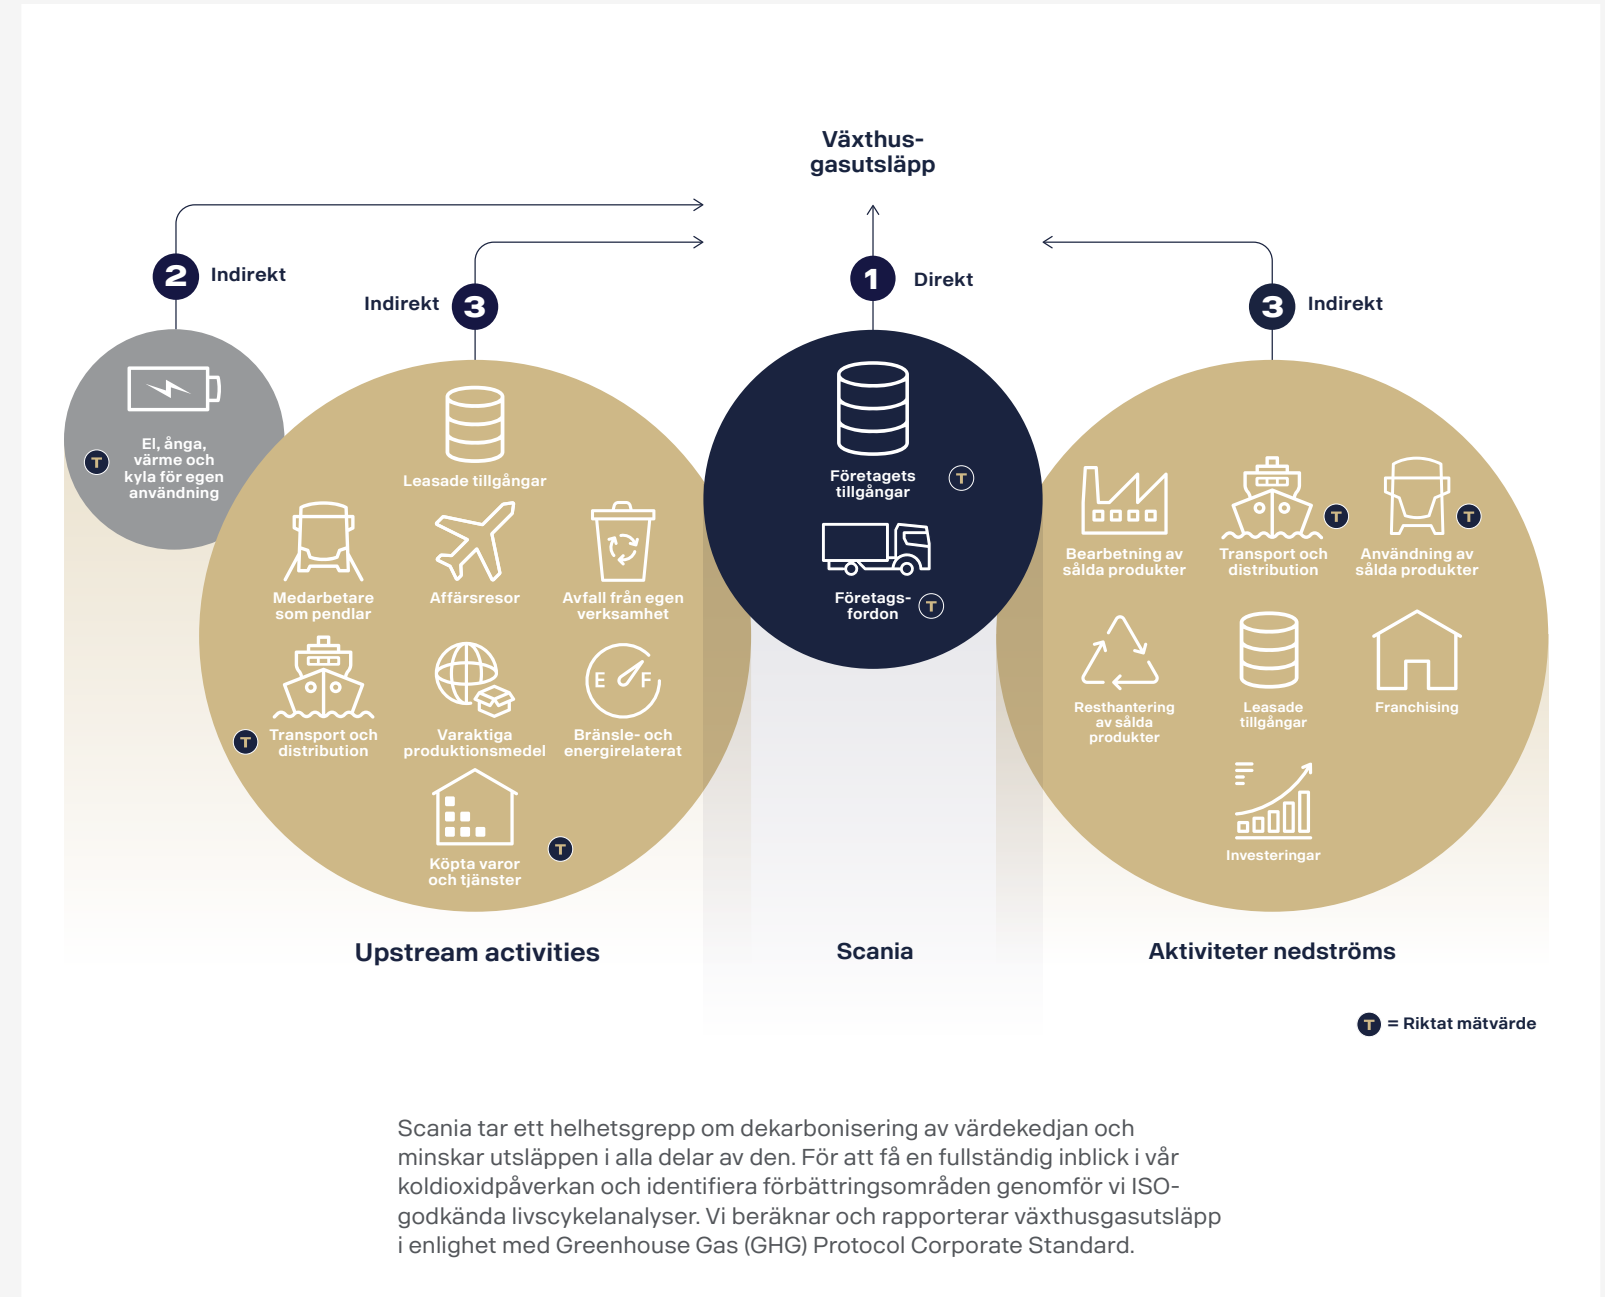 Växthus-
gasutsläpp
2 Indirekt
Indirekt 3
1 Direkt
3 Indirekt
El, ånga,
värme och
kyla för egen
användning
T
Leasade tillgångar
Medarbetare
som pendlar
Affärsresor
Avfall från egen
verksamhet
T
Transport och
distribution
Varaktiga
produktionsmedel
E F
Bränsle- och
energirelaterat
Köpta varor
och tjänster
T
Företagets
tillgångar
T
Företags-
fordon
T
Bearbetning av
sålda produkter
Transport och
distribution
T
Användning av
sålda produkter
T
Resthantering
av sålda
produkter
Leasade
tillgångar
Franchising
Investeringar
Upstream activities
Scania
Aktiviteter nedströms
T = Riktat mätvärde
Scania tar ett helhetsgrepp om dekarbonisering av värdekedjan och
minskar utsläppen i alla delar av den. För att få en fullständig inblick i vår
koldioxidpåverkan och identifiera förbättringsområden genomför vi ISO-
godkända livscykelanalyser. Vi beräknar och rapporterar växthusgasutsläpp
i enlighet med Greenhouse Gas (GHG) Protocol Corporate Standard.